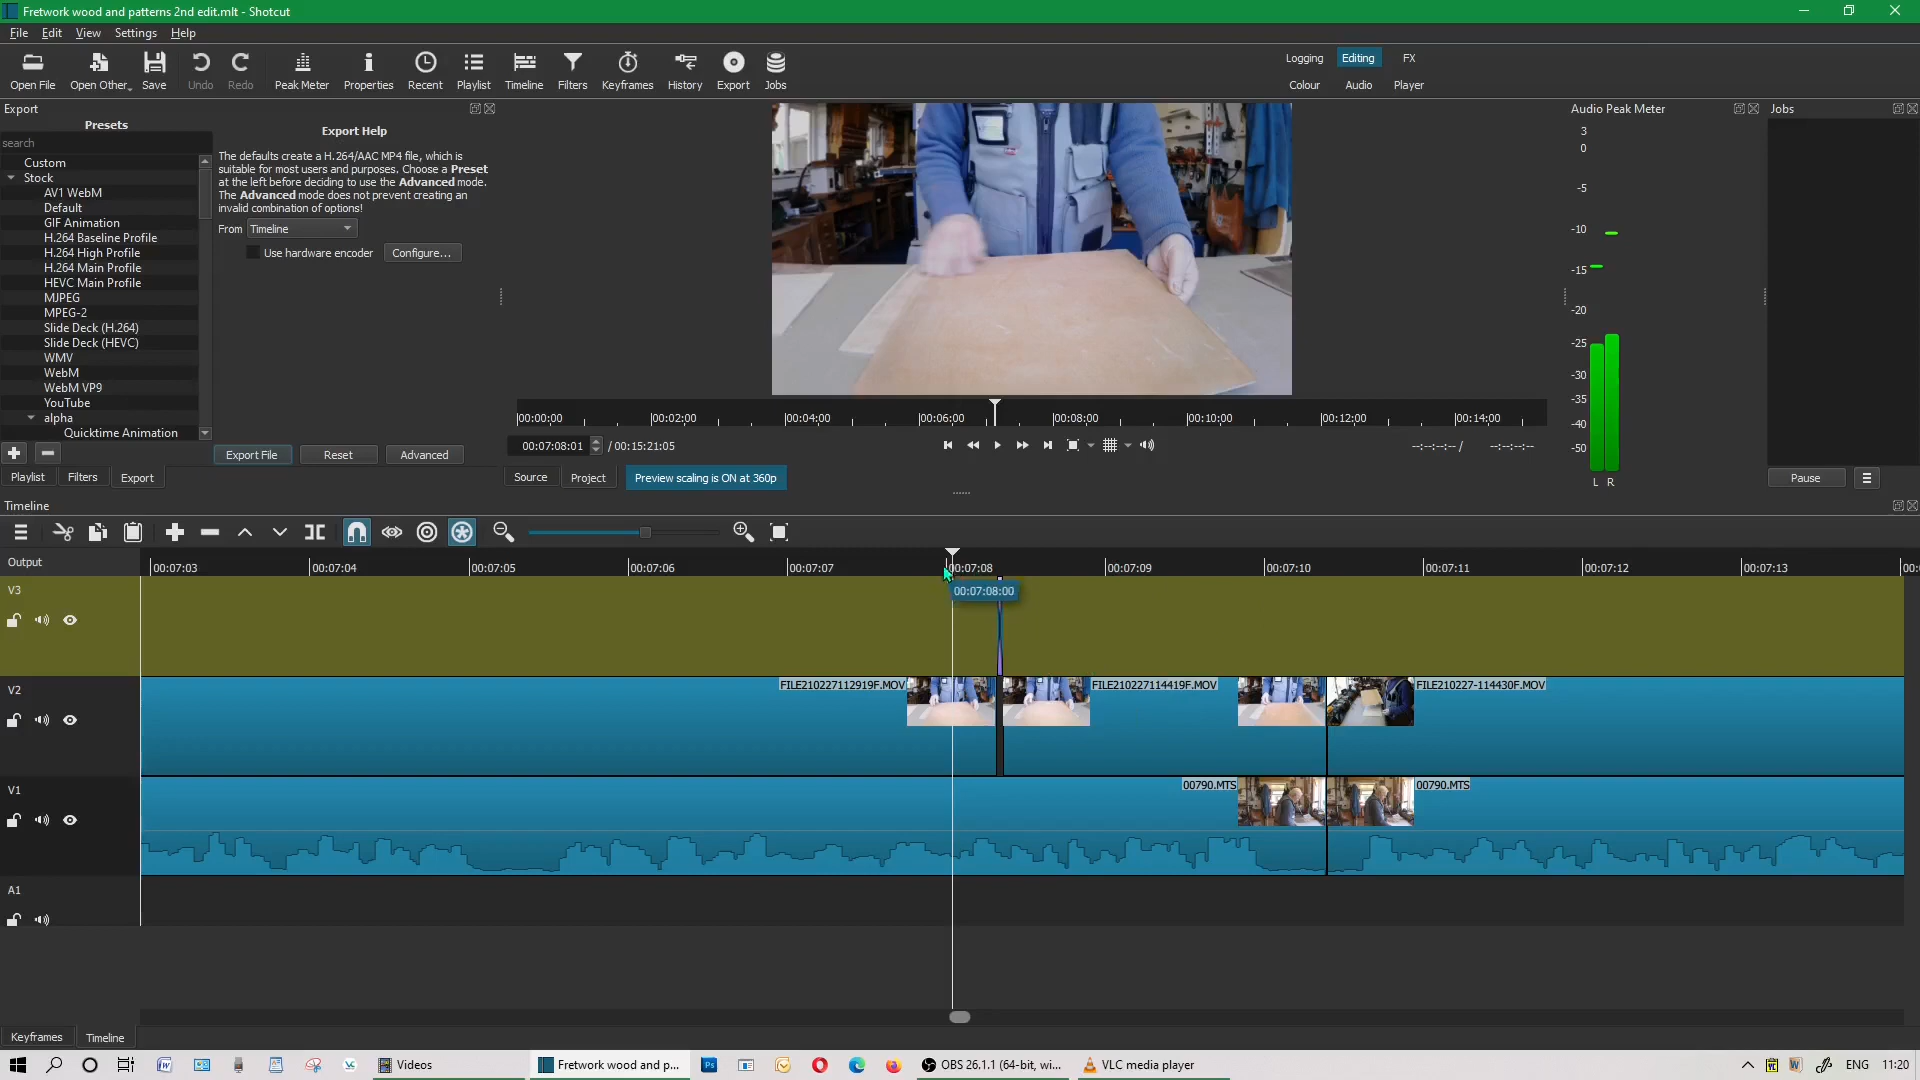 Fretwork wood and patterns 2nd edit.mlt - Shotcut
File Edit View Settings Help
Open File Open Other... Save Undo Redo Peak Meter Properties Recent Playlist Timeline Filters Keyframes History Export Jobs
Logging Editing FX
Colour Audio Player
Export
Presets
search
Custom
Stock
AV1 WebM
Default
GIF Animation
H.264 Baseline Profile
H.264 High Profile
H.264 Main Profile
HEVC Main Profile
MJPEG
MPEG-2
Slide Deck (H.264)
Slide Deck (HEVC)
WMV
WebM
WebM VP9
YouTube
alpha
Quicktime Animation
Export Help
The defaults create a H.264/AAC MP4 file, which is
suitable for most users and purposes. Choose a Preset
at the left before deciding to use the Advanced mode.
The Advanced mode does not prevent creating an
invalid combination of options!
From Timeline
Use hardware encoder Configure...
Export File Reset Advanced
Playlist Filters Export
00:00:00 00:02:00 00:04:00 00:06:00 00:08:00 00:10:00 00:12:00 00:14:00
00:07:08:01 / 00:15:21:05
--:--:--:-- / --:--:--:--
Source Project Preview scaling is ON at 360p
Audio Peak Meter
3
0
-5
-10
-15
-20
-25
-30
-35
-40
-50
L R
Jobs
Pause
Timeline
Output
00:07:03 00:07:04 00:07:05 00:07:06 00:07:07 00:07:08 00:07:09 00:07:10 00:07:11 00:07:12 00:07:13 00:
00:07:08:00
V3
V2
FILE210227112919F.MOV FILE210227114419F.MOV FILE210227-114430F.MOV
V1
00790.MTS 00790.MTS
A1
Keyframes Timeline
Videos Fretwork wood and p... OBS 26.1.1 (64-bit, wi... VLC media player ENG 11:20